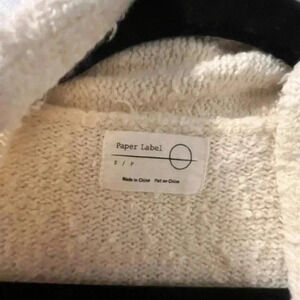 Paper Label
S / P
Made in China Fait en Chine